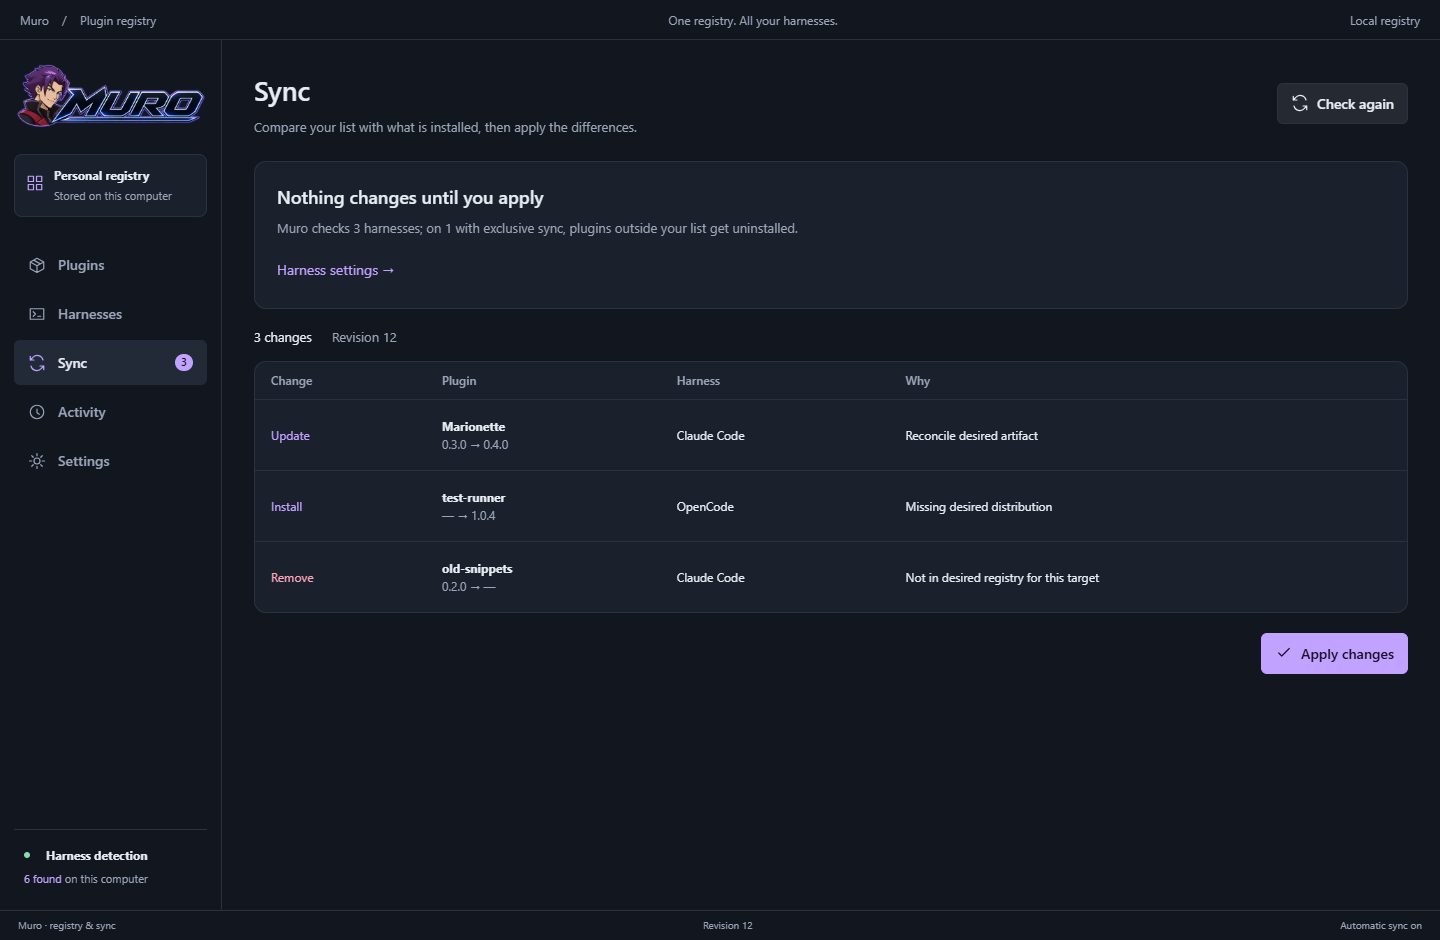 Muro / Plugin registry
One registry. All your harnesses.
Local registry
MURO
Personal registry
Stored on this computer
Plugins
Harnesses
Sync 3
Activity
Settings
Harness detection
6 found on this computer
Sync
Compare your list with what is installed, then apply the differences.
Check again
Nothing changes until you apply
Muro checks 3 harnesses; on 1 with exclusive sync, plugins outside your list get uninstalled.
Harness settings →
3 changes Revision 12
Change Plugin Harness Why
Update Marionette Claude Code Reconcile desired artifact
0.3.0 → 0.4.0
Install test-runner OpenCode Missing desired distribution
— → 1.0.4
Remove old-snippets Claude Code Not in desired registry for this target
0.2.0 → —
Apply changes
Muro · registry & sync
Revision 12
Automatic sync on